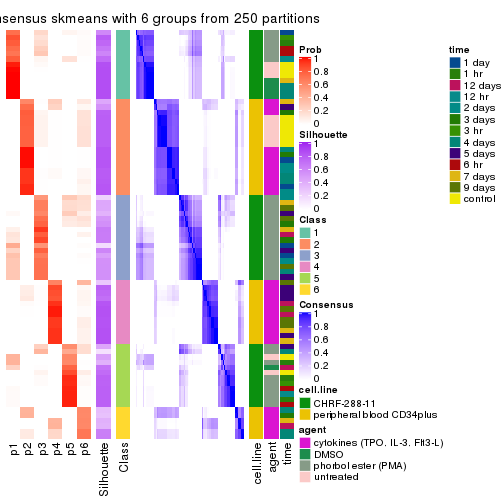 nsensus skmeans with 6 groups from 250 partitions
Prob
1
0.8
0.6
0.4
0.2
0
Silhouette
1
0.8
0.6
0.4
0.2
0
Class
1
2
3
4
5
6
Consensus
1
0.8
0.6
0.4
0.2
0
cell.line
CHRF-288-11
peripheral blood CD34plus
agent
cytokines (TPO, IL-3, Flt3-L)
DMSO
phorbol ester (PMA)
untreated
time
1 day
1 hr
12 days
12 hr
2 days
3 days
3 hr
4 days
5 days
6 hr
7 days
9 days
control
p1
p2
p3
p4
p5
p6
Silhouette
Class
cell.line
agent
time